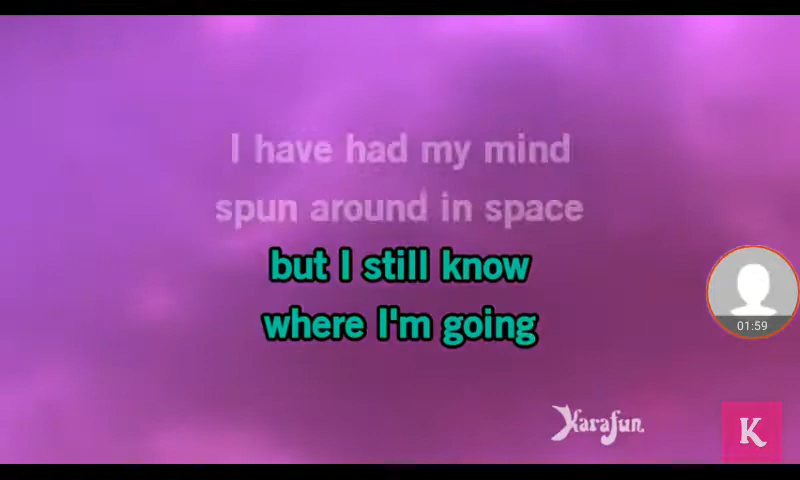 I have had my mind
spun around in space
but I still know
where I'm going
01:59
Karafun
K